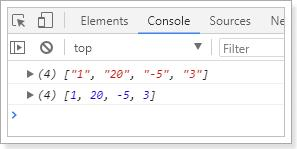 Elements Console Sources Ne
top Filter
(4) ["1", "20", "-5", "3"]
(4) [1, 20, -5, 3]